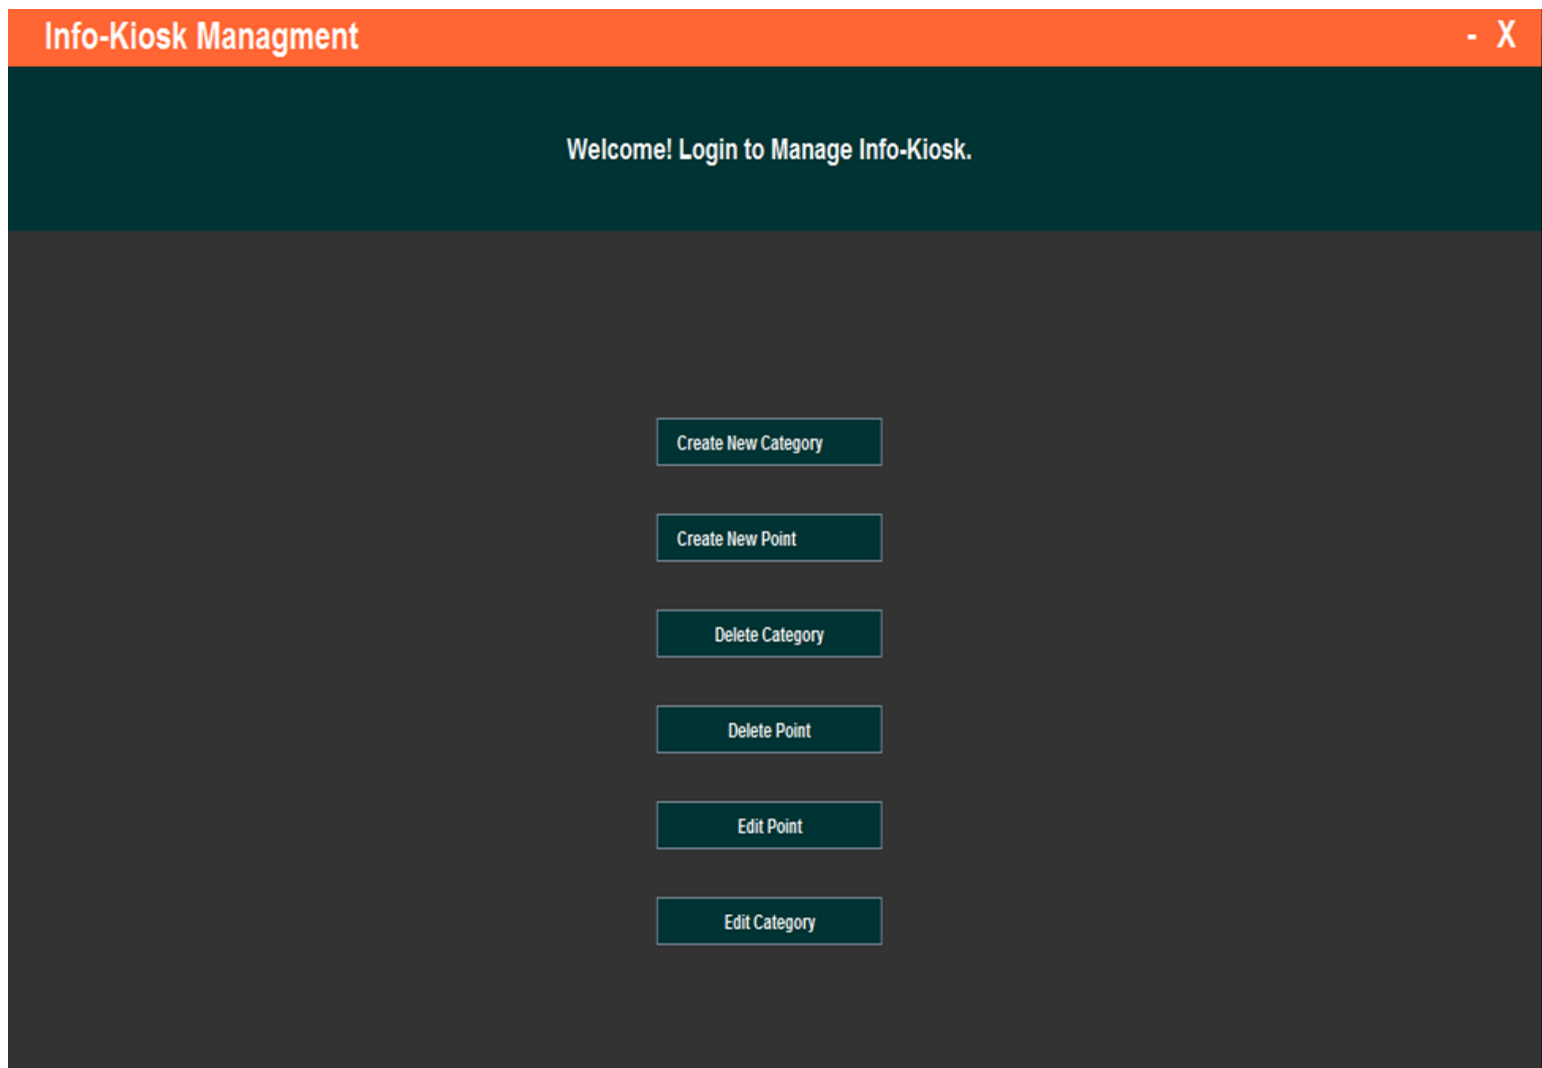 Info-Kiosk Managment
- X
Welcome! Login to Manage Info-Kiosk.
Create New Category
Create New Point
Delete Category
Delete Point
Edit Point
Edit Category